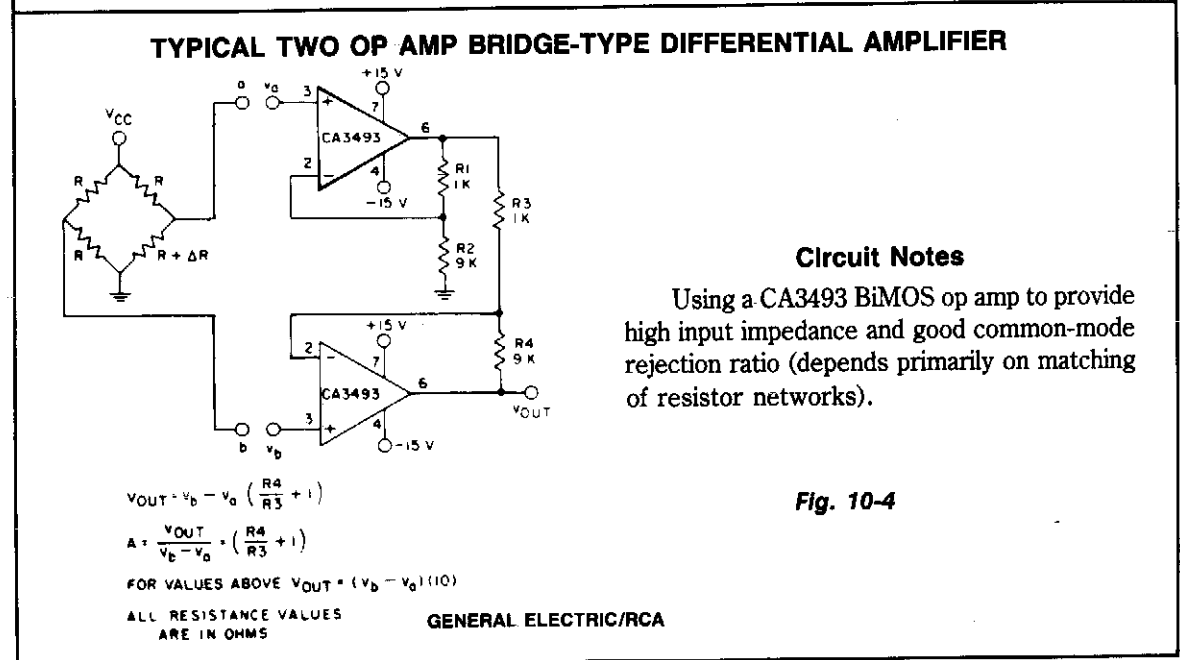 TYPICAL TWO OP AMP BRIDGE-TYPE DIFFERENTIAL AMPLIFIER
+15 V
a
va
3
+
7
VCC
CA3493
6
R
R
2
−
4
−15 V
R1
1K
R3
1K
R
R + ΔR
R2
9K
+15 V
2
−
7
R4
9K
CA3493
6
VOUT
3
+
4
−15 V
b
vb
Circuit Notes
Using a CA3493 BiMOS op amp to provide
high input impedance and good common-mode
rejection ratio (depends primarily on matching
of resistor networks).
VOUT = vb − va (R4/R3 + 1)
A = VOUT/vb − va = (R4/R3 + 1)
FOR VALUES ABOVE VOUT = (vb − va)(10)
ALL RESISTANCE VALUES
ARE IN OHMS
GENERAL ELECTRIC/RCA
Fig. 10-4